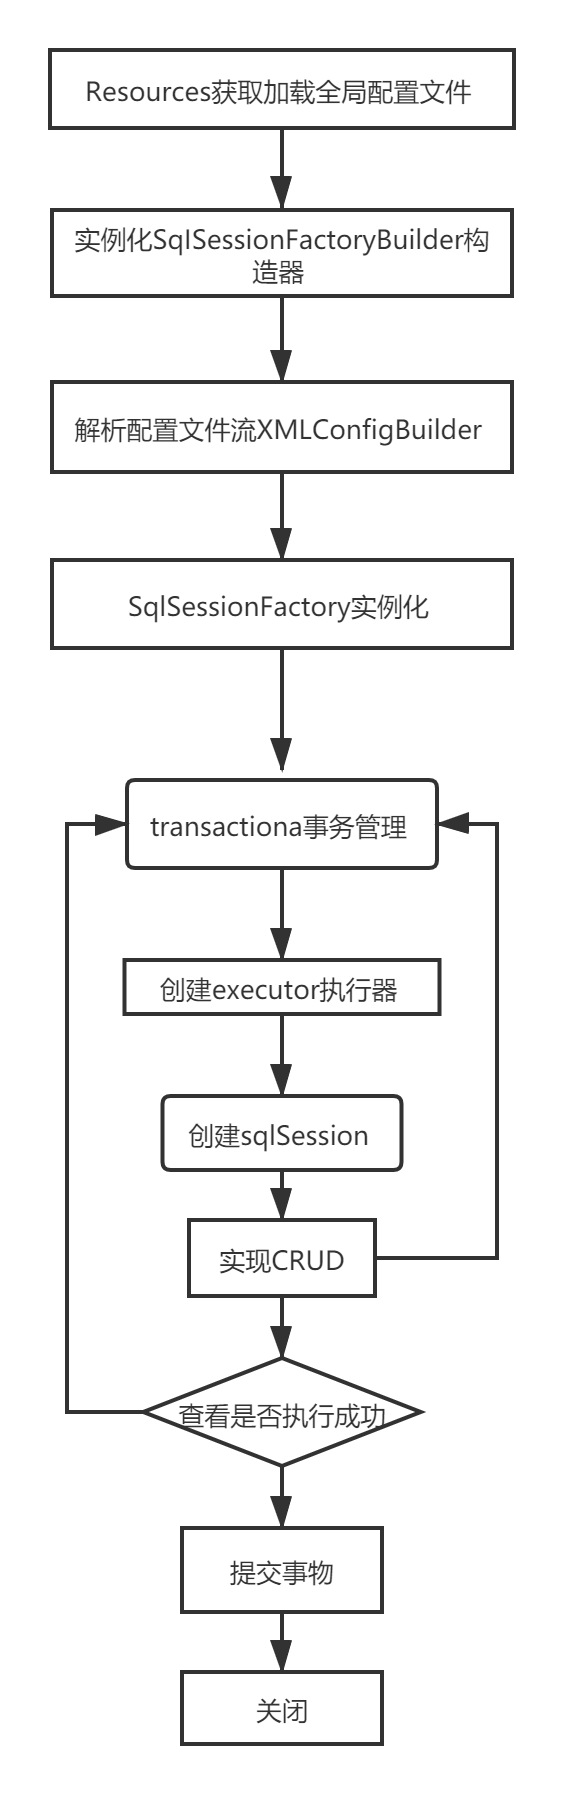 Resources获取加载全局配置文件
实例化SqlSessionFactoryBuilder构
造器
解析配置文件流XMLConfigBuilder
SqlSessionFactory实例化
transactiona事务管理
创建executor执行器
创建sqlSession
实现CRUD
查看是否执行成功
提交事物
关闭